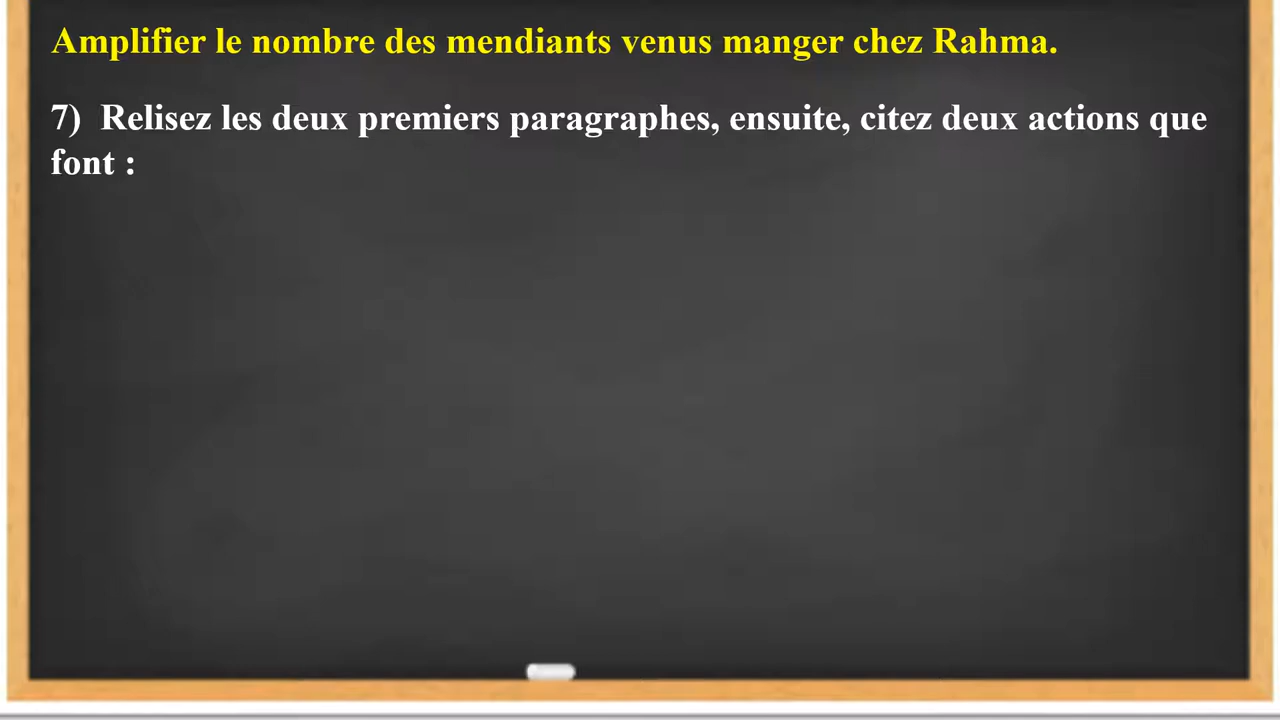 Amplifier le nombre des mendiants venus manger chez Rahma.
7) Relisez les deux premiers paragraphes, ensuite, citez deux actions que
font :